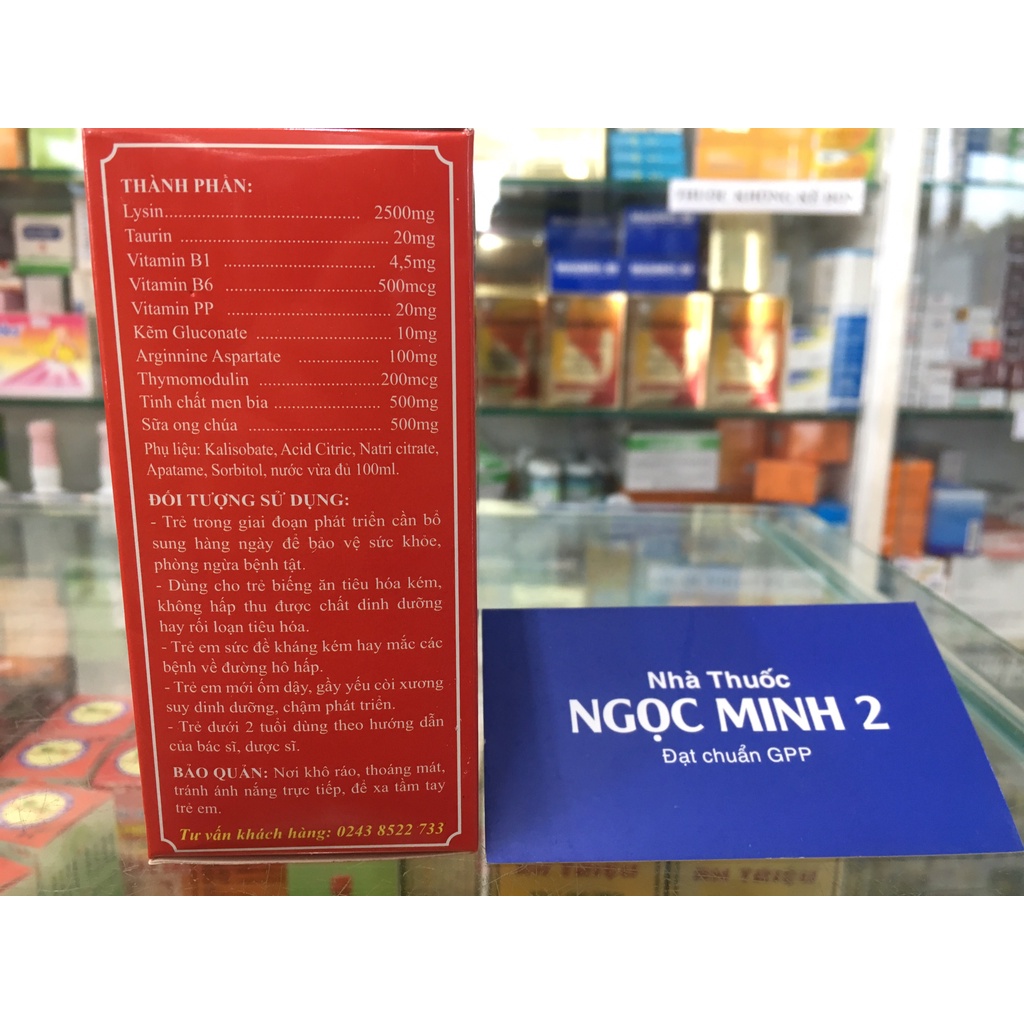 THÀNH PHẦN:
Lysin........................................ 2500mg
Taurin ........................................ 20mg
Vitamin B1 ............................. 4,5mg
Vitamin B6 .............................500mcg
Vitamin PP ............................... 20mg
Kẽm Gluconate ........................... 10mg
Arginnine Aspartate ................ 100mg
Thymomodulin .......................200mcg
Tinh chất men bia ..................... 500mg
Sữa ong chúa ........................... 500mg
Phụ liệu: Kalisobate, Acid Citric, Natri citrate,
Apatame, Sorbitol, nước vừa đủ 100ml.
ĐỐI TƯỢNG SỬ DỤNG:
- Trẻ trong giai đoạn phát triển cần bổ
sung hàng ngày để bảo vệ sức khỏe,
phòng ngừa bệnh tật.
- Dùng cho trẻ biếng ăn tiêu hóa kém,
không hấp thu được chất dinh dưỡng
hay rối loạn tiêu hóa.
- Trẻ em sức đề kháng kém hay mắc các
bệnh về đường hô hấp.
- Trẻ em mới ốm dậy, gầy yếu còi xương
suy dinh dưỡng, chậm phát triển.
- Trẻ dưới 2 tuổi dùng theo hướng dẫn
của bác sĩ, dược sĩ.
BẢO QUẢN: Nơi khô ráo, thoáng mát,
tránh ánh nắng trực tiếp, để xa tầm tay
trẻ em.
Tư vấn khách hàng: 0243 8522 733
THUỐC KHÔNG KÊ ĐƠN
Nhà Thuốc
NGỌC MINH 2
Đạt chuẩn GPP